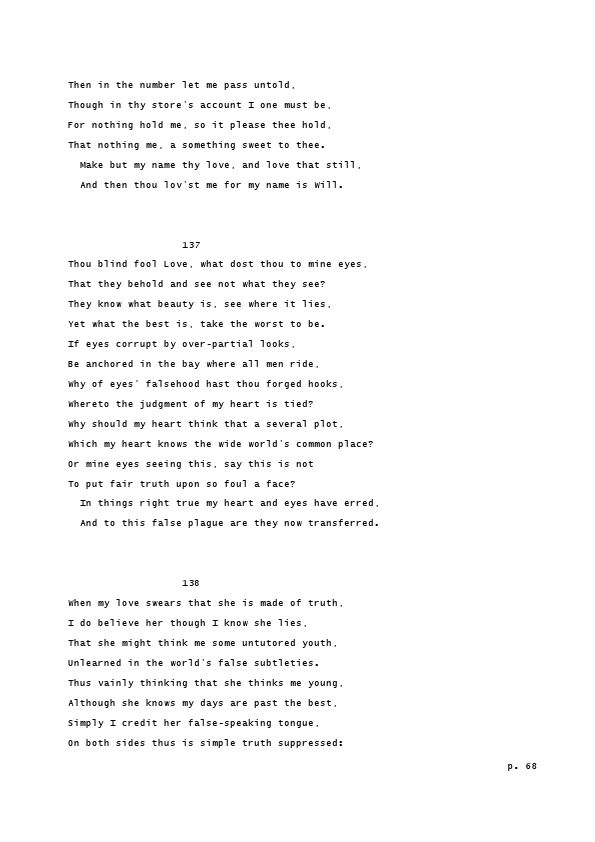 Then in the number let me pass untold,
Though in thy store's account I one must be,
For nothing hold me, so it please thee hold,
That nothing me, a something sweet to thee.
Make but my name thy love, and love that still,
And then thou lov'st me for my name is Will.
137
Thou blind fool Love, what dost thou to mine eyes,
That they behold and see not what they see?
They know what beauty is, see where it lies,
Yet what the best is, take the worst to be.
If eyes corrupt by over-partial looks,
Be anchored in the bay where all men ride,
Why of eyes' falsehood hast thou forged hooks,
Whereto the judgment of my heart is tied?
Why should my heart think that a several plot,
Which my heart knows the wide world's common place?
Or mine eyes seeing this, say this is not
To put fair truth upon so foul a face?
In things right true my heart and eyes have erred,
And to this false plague are they now transferred.
138
When my love swears that she is made of truth,
I do believe her though I know she lies,
That she might think me some untutored youth,
Unlearned in the world's false subtleties.
Thus vainly thinking that she thinks me young,
Although she knows my days are past the best,
Simply I credit her false-speaking tongue,
On both sides thus is simple truth suppressed:
p. 68